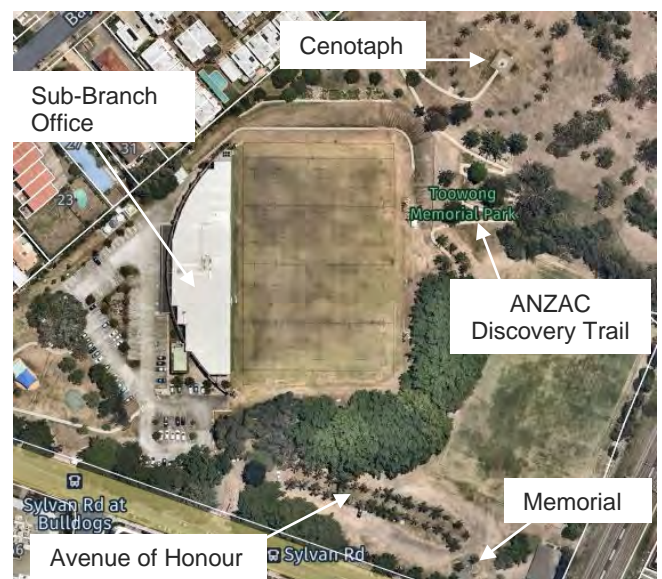 Cenotaph
Sub-Branch
Office
31
23
Toowong
Memorial Park
ANZAC
Discovery Trail
Sylvan Rd at
Bulldogs
Memorial
Avenue of Honour
Sylvan Rd